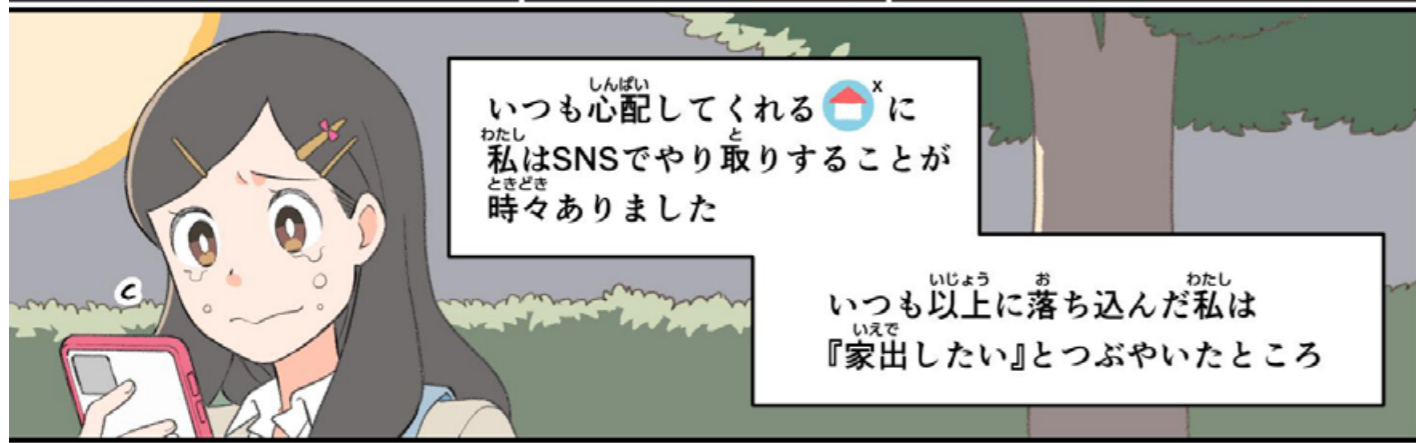 いつも心配してくれるxに
私はSNSでやり取りすることが
時々ありました
いつも以上に落ち込んだ私は
『家出したい』とつぶやいたところ